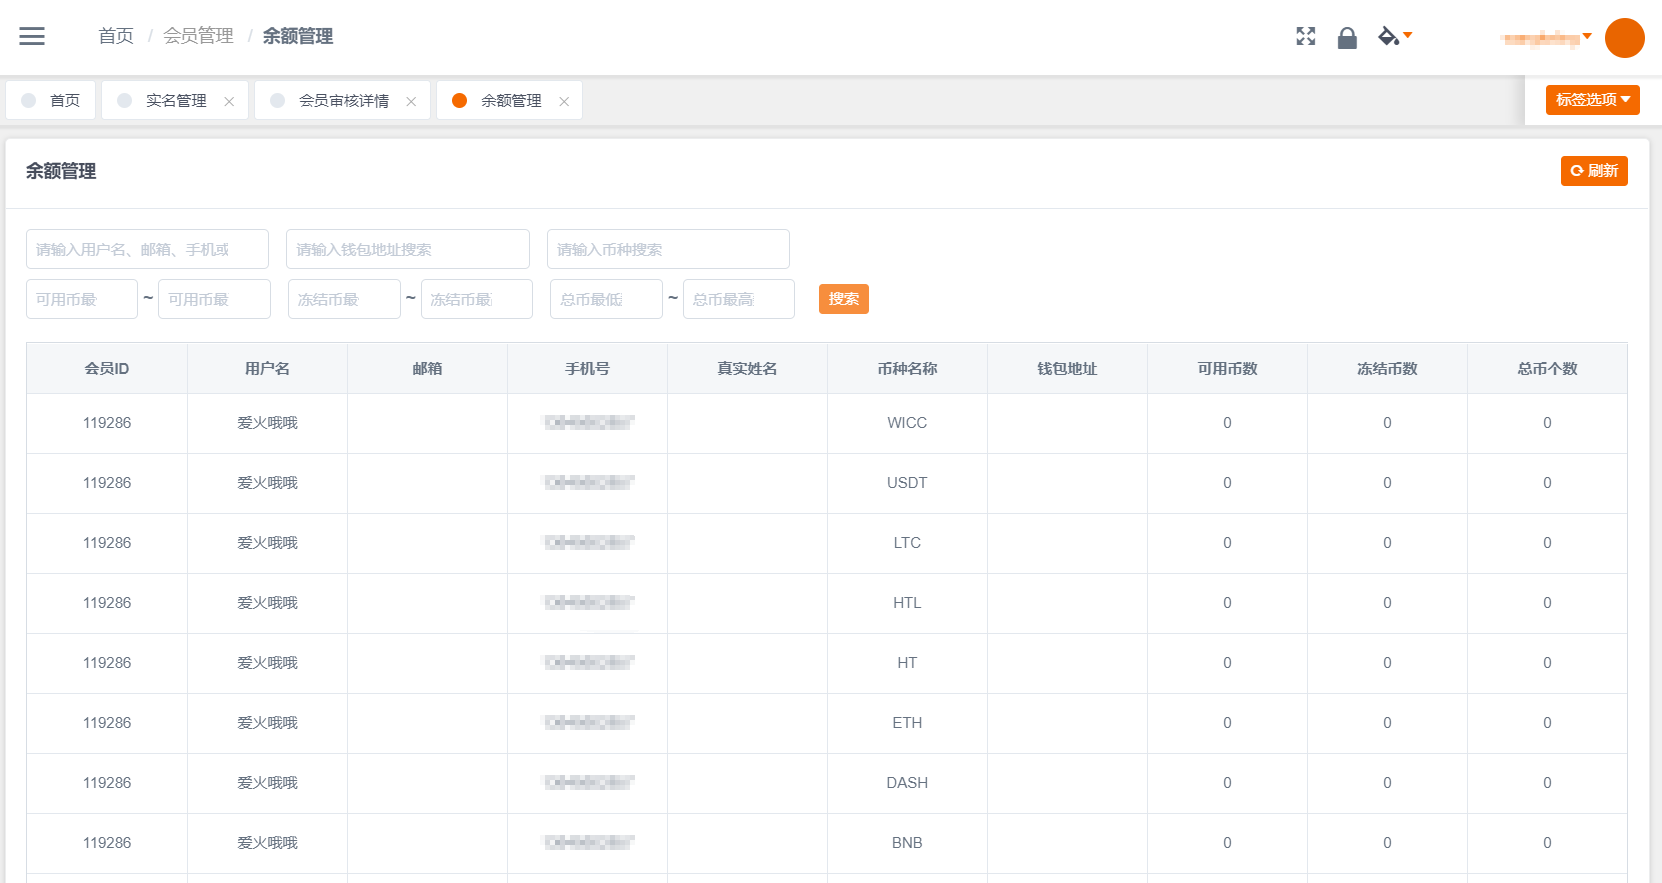 首页 / 会员管理 / 余额管理
首页 实名管理 × 会员审核详情 × 余额管理 × 标签选项
余额管理 刷新
请输入用户名、邮箱、手机或 请输入钱包地址搜索 请输入币种搜索
可用币最 ~ 可用币最 冻结币最 ~ 冻结币最 总币最低 ~ 总币最高 搜索
会员ID 用户名 邮箱 手机号 真实姓名 币种名称 钱包地址 可用币数 冻结币数 总币个数
119286 爱火哦哦 WICC 0 0 0
119286 爱火哦哦 USDT 0 0 0
119286 爱火哦哦 LTC 0 0 0
119286 爱火哦哦 HTL 0 0 0
119286 爱火哦哦 HT 0 0 0
119286 爱火哦哦 ETH 0 0 0
119286 爱火哦哦 DASH 0 0 0
119286 爱火哦哦 BNB 0 0 0